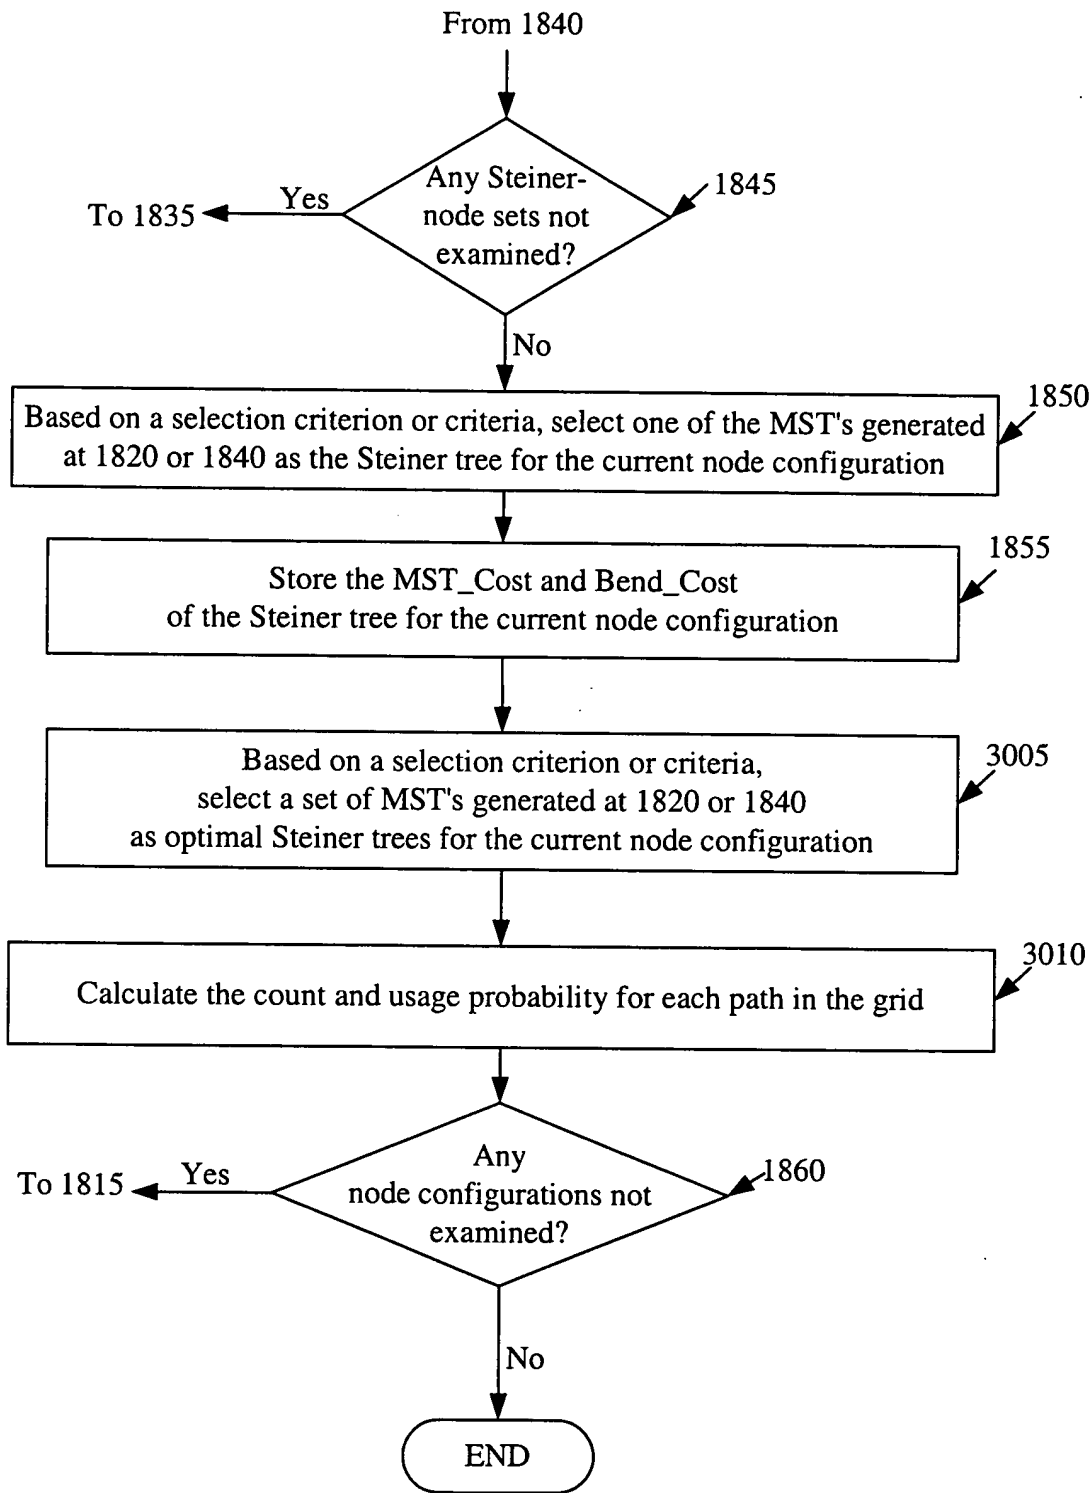 From 1840
Any Steiner-
node sets not
examined?
1845
Yes
To 1835
No
1850
Based on a selection criterion or criteria, select one of the MST's generated
at 1820 or 1840 as the Steiner tree for the current node configuration
1855
Store the MST_Cost and Bend_Cost
of the Steiner tree for the current node configuration
3005
Based on a selection criterion or criteria,
select a set of MST's generated at 1820 or 1840
as optimal Steiner trees for the current node configuration
3010
Calculate the count and usage probability for each path in the grid
Any
node configurations not
examined?
1860
Yes
To 1815
No
END